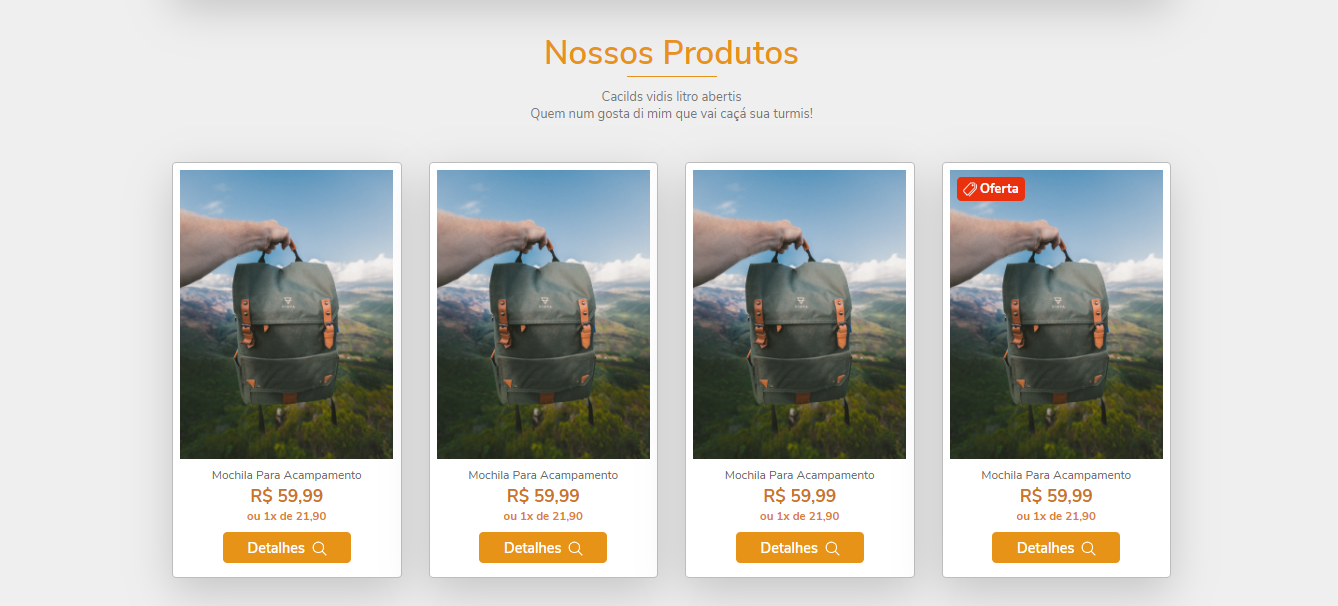 Nossos Produtos
Cacilds vidis litro abertis
Quem num gosta di mim que vai caçá sua turmis!
Oferta
Mochila Para Acampamento
R$ 59,99
ou 1x de 21,90
Detalhes
Mochila Para Acampamento
R$ 59,99
ou 1x de 21,90
Detalhes
Mochila Para Acampamento
R$ 59,99
ou 1x de 21,90
Detalhes
Mochila Para Acampamento
R$ 59,99
ou 1x de 21,90
Detalhes